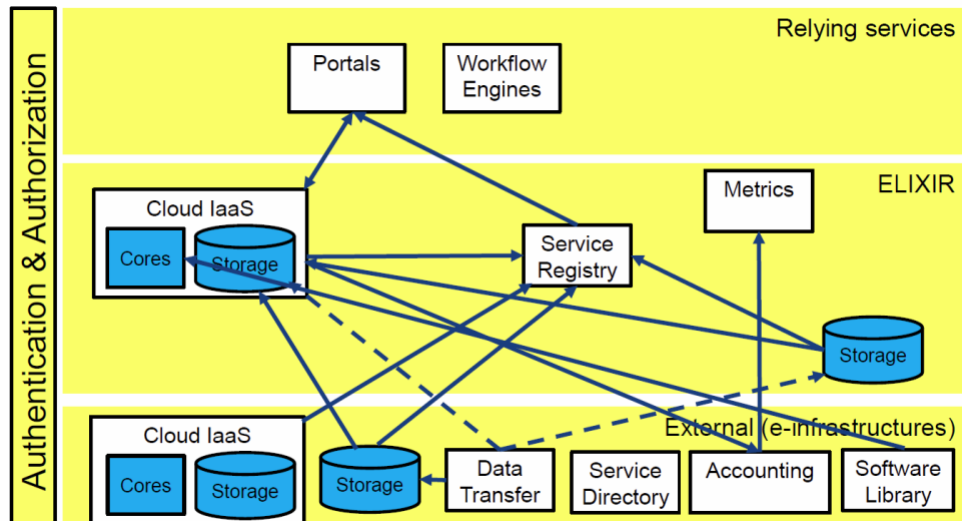 Authentication & Authorization
Relying services
Portals
Workflow
Engines
ELIXIR
Metrics
Cloud IaaS
Cores
Storage
Service
Registry
Storage
External (e-infrastructures)
Cloud IaaS
Cores
Storage
Storage
Data
Transfer
Service
Directory
Accounting
Software
Library